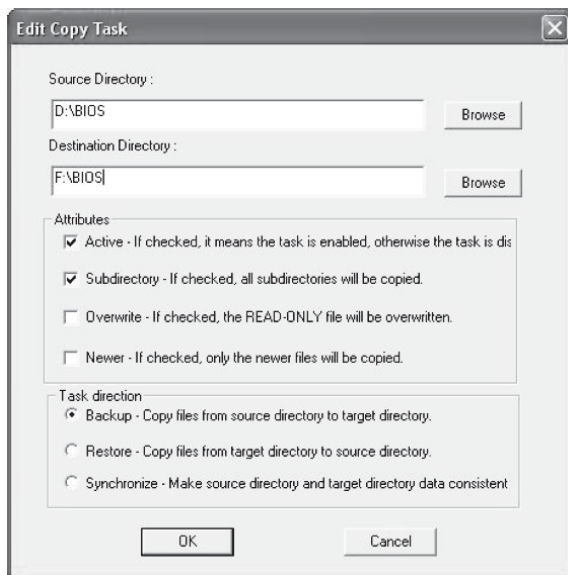 Edit Copy Task
Source Directory :
D:\BIOS
Browse
Destination Directory :
F:\BIOS
Browse
Attributes
Active - If checked, it means the task is enabled, otherwise the task is dis
Subdirectory - If checked, all subdirectories will be copied.
Overwrite - If checked, the READ-ONLY file will be overwritten.
Newer - If checked, only the newer files will be copied.
Task direction
Backup - Copy files from source directory to target directory.
Restore - Copy files from target directory to source directory.
Synchronize - Make source directory and target directory data consistent
OK
Cancel